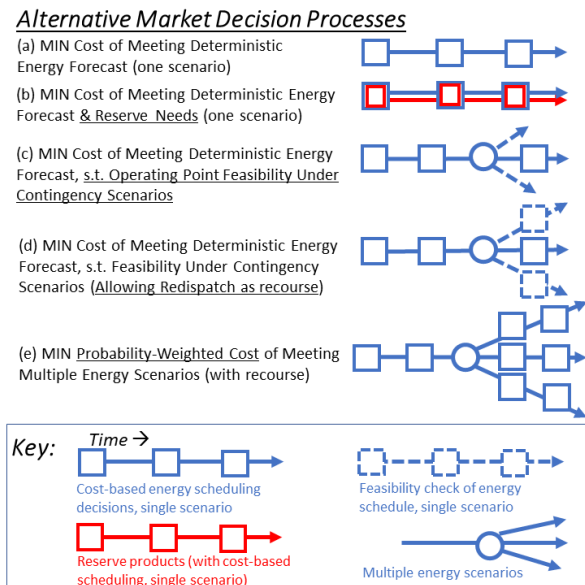 Alternative Market Decision Processes
(a) MIN Cost of Meeting Deterministic
Energy Forecast (one scenario)
(b) MIN Cost of Meeting Deterministic Energy
Forecast & Reserve Needs (one scenario)
(c) MIN Cost of Meeting Deterministic Energy
Forecast, s.t. Operating Point Feasibility Under
Contingency Scenarios
(d) MIN Cost of Meeting Deterministic Energy
Forecast, s.t. Feasibility Under Contingency
Scenarios (Allowing Redispatch as recourse)
(e) MIN Probability-Weighted Cost of Meeting
Multiple Energy Scenarios (with recourse)
Key:
Time →
Cost-based energy scheduling
decisions, single scenario
Feasibility check of energy
schedule, single scenario
Reserve products (with cost-based
scheduling, single scenario)
Multiple energy scenarios